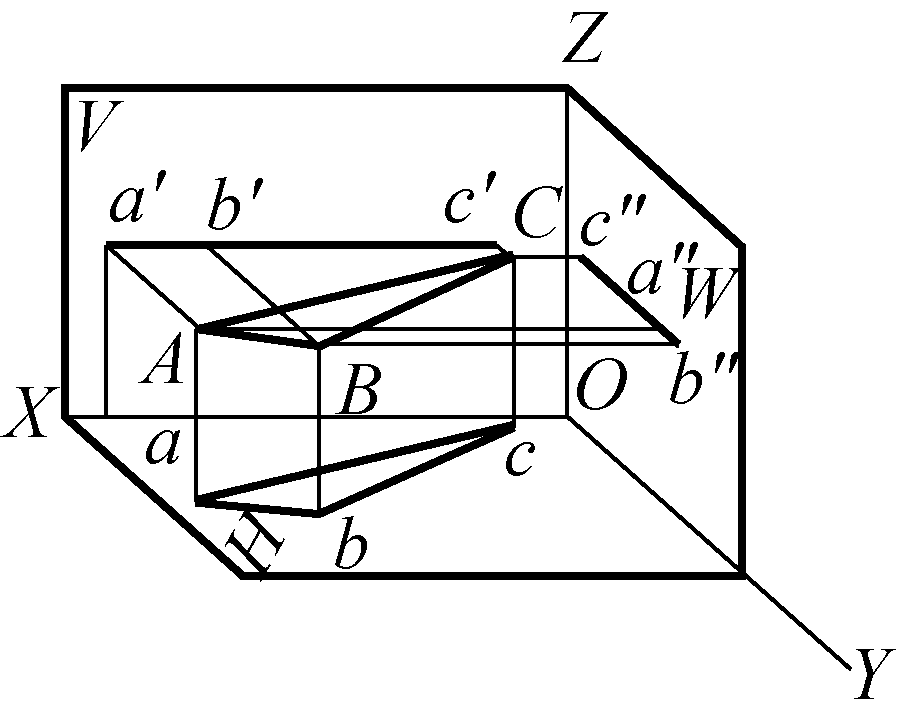 Z
V
a′ b′ c′ C c″
a″ W
A B O b″
X
a c
H b
Y